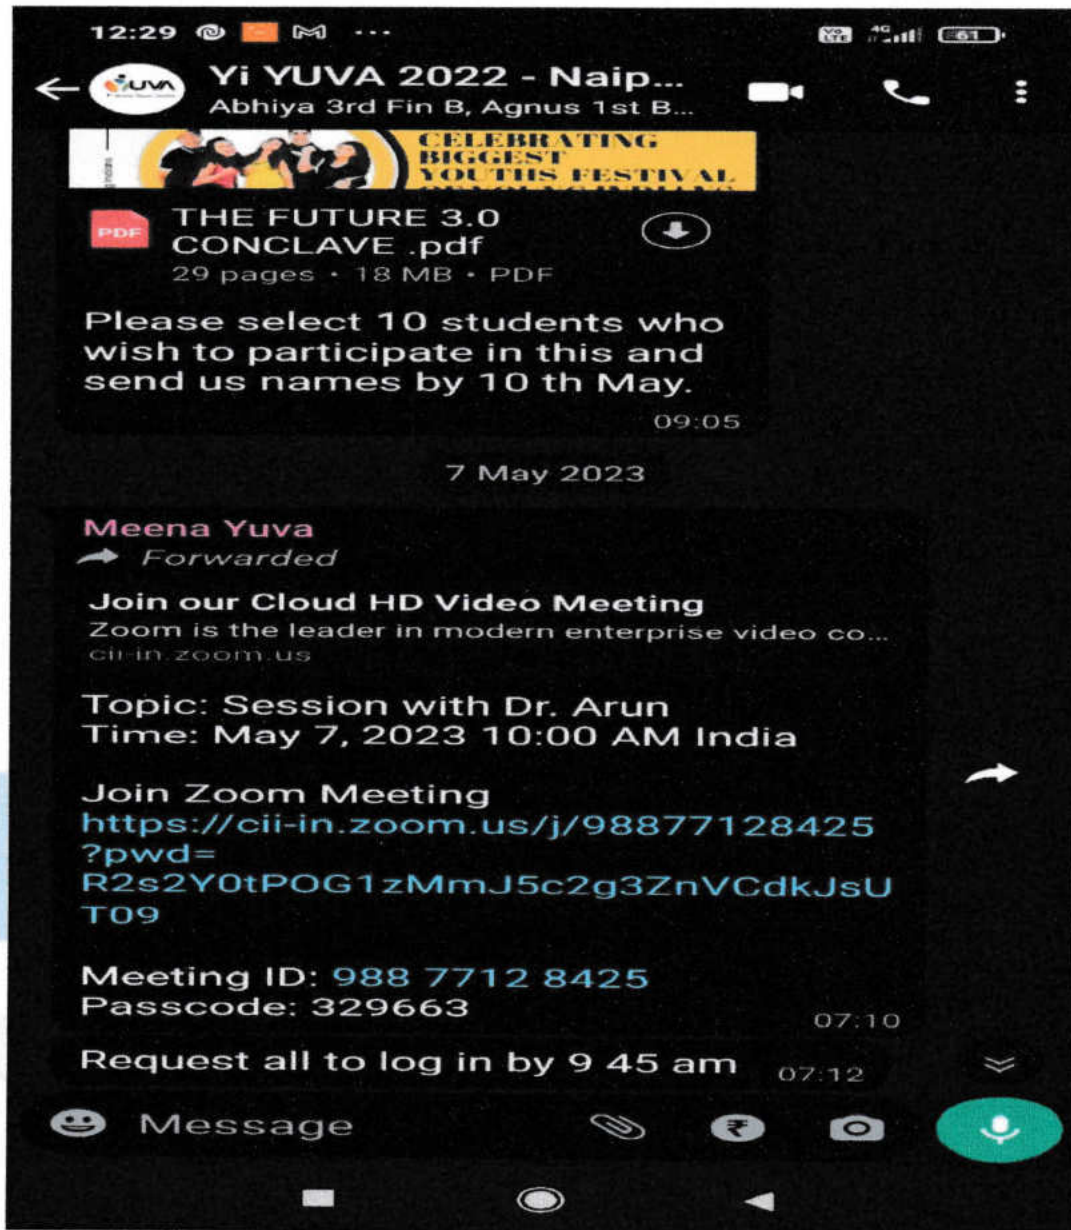 12:29
Vo
LTE
4G
61
YUVA
Yi YUVA 2022 - Naip...
Abhiya 3rd Fin B, Agnus 1st B...
CELEBRATING
BIGGEST
YOUTHS FESTIVAL
PDF
THE FUTURE 3.0
CONCLAVE .pdf
29 pages • 18 MB • PDF
Please select 10 students who
wish to participate in this and
send us names by 10 th May.
09:05
7 May 2023
Meena Yuva
Forwarded
Join our Cloud HD Video Meeting
Zoom is the leader in modern enterprise video co...
cii-in.zoom.us
Topic: Session with Dr. Arun
Time: May 7, 2023 10:00 AM India
Join Zoom Meeting
https://cii-in.zoom.us/j/98877128425
?pwd=
R2s2Y0tPOG1zMmJ5c2g3ZnVCdkJsU
T09
Meeting ID: 988 7712 8425
Passcode: 329663
07:10
Request all to log in by 9 45 am
07:12
Message